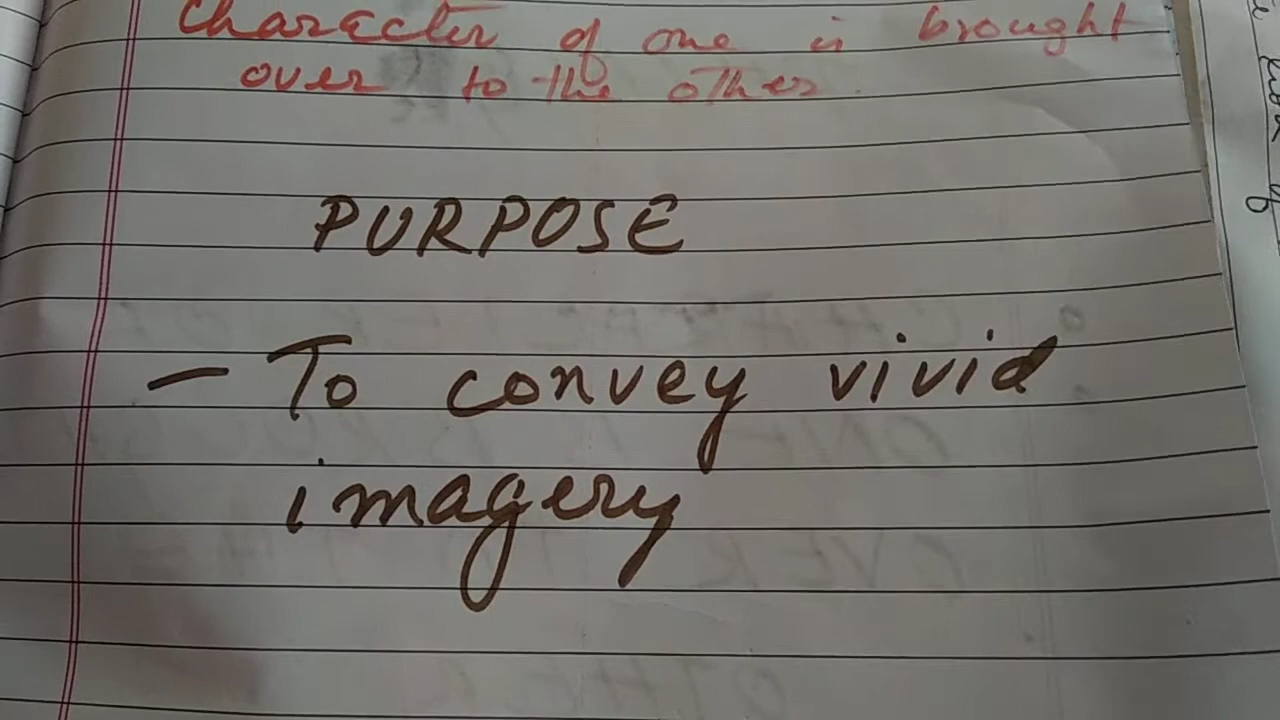 character of one is brought
over to the other.
PURPOSE
– To convey vivid
imagery